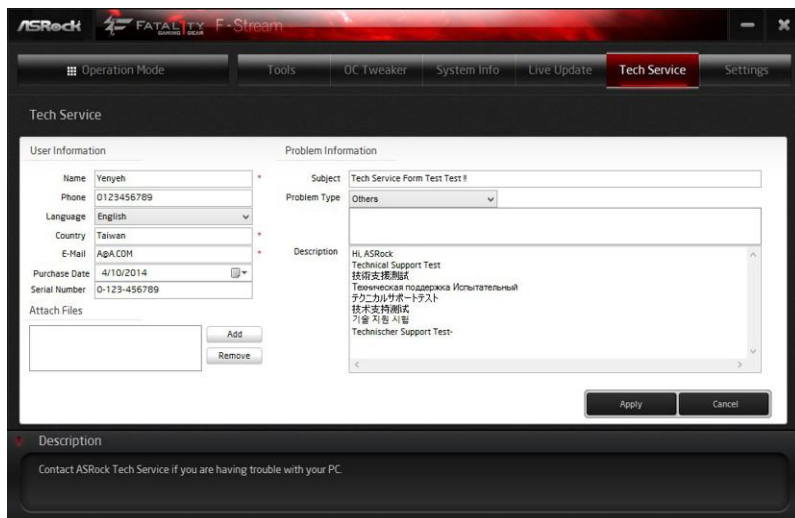 ASRock FATAL1TY GAMING GEAR F-Stream
Operation Mode Tools OC Tweaker System Info Live Update Tech Service Settings
Tech Service
User Information
Name Yenyeh *
Phone 0123456789
Language English
Country Taiwan *
E-Mail A@A.COM *
Purchase Date 4/10/2014
Serial Number 0-123-456789
Attach Files
Add
Remove
Problem Information
Subject Tech Service Form Test Test !!
Problem Type Others
Description
Hi, ASRock
Technical Support Test
技術支援測試
Техническая поддержка Испытательный
テクニカルサポートテスト
技术支持测试
기술 지원 시험
Technischer Support Test-
Apply Cancel
Description
Contact ASRock Tech Service if you are having trouble with your PC.